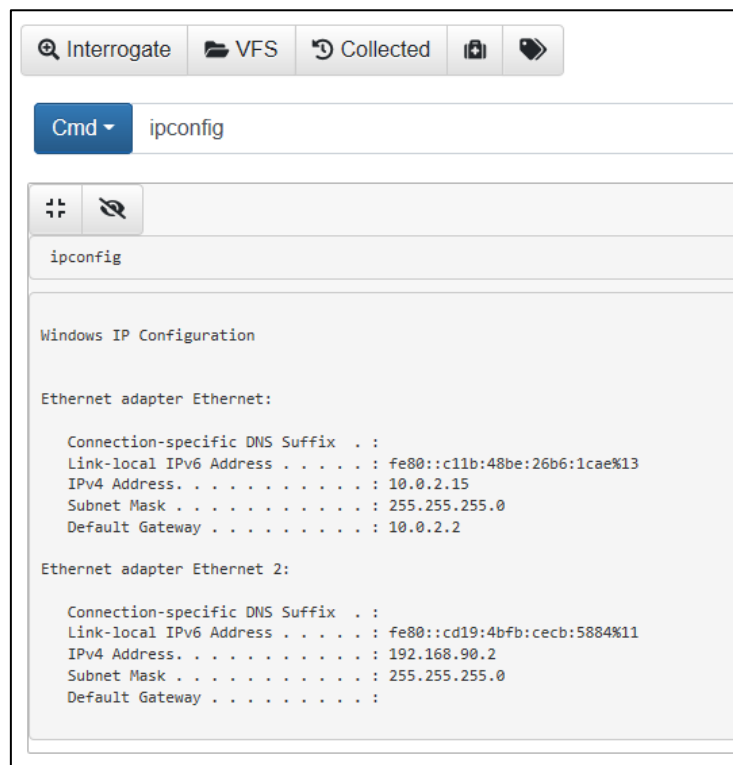 Interrogate VFS Collected
Cmd ipconfig
ipconfig
Windows IP Configuration
Ethernet adapter Ethernet:
Connection-specific DNS Suffix . :
Link-local IPv6 Address . . . . . : fe80::c11b:48be:26b6:1cae%13
IPv4 Address. . . . . . . . . . . : 10.0.2.15
Subnet Mask . . . . . . . . . . . : 255.255.255.0
Default Gateway . . . . . . . . . : 10.0.2.2
Ethernet adapter Ethernet 2:
Connection-specific DNS Suffix . :
Link-local IPv6 Address . . . . . : fe80::cd19:4bfb:cecb:5884%11
IPv4 Address. . . . . . . . . . . : 192.168.90.2
Subnet Mask . . . . . . . . . . . : 255.255.255.0
Default Gateway . . . . . . . . . :